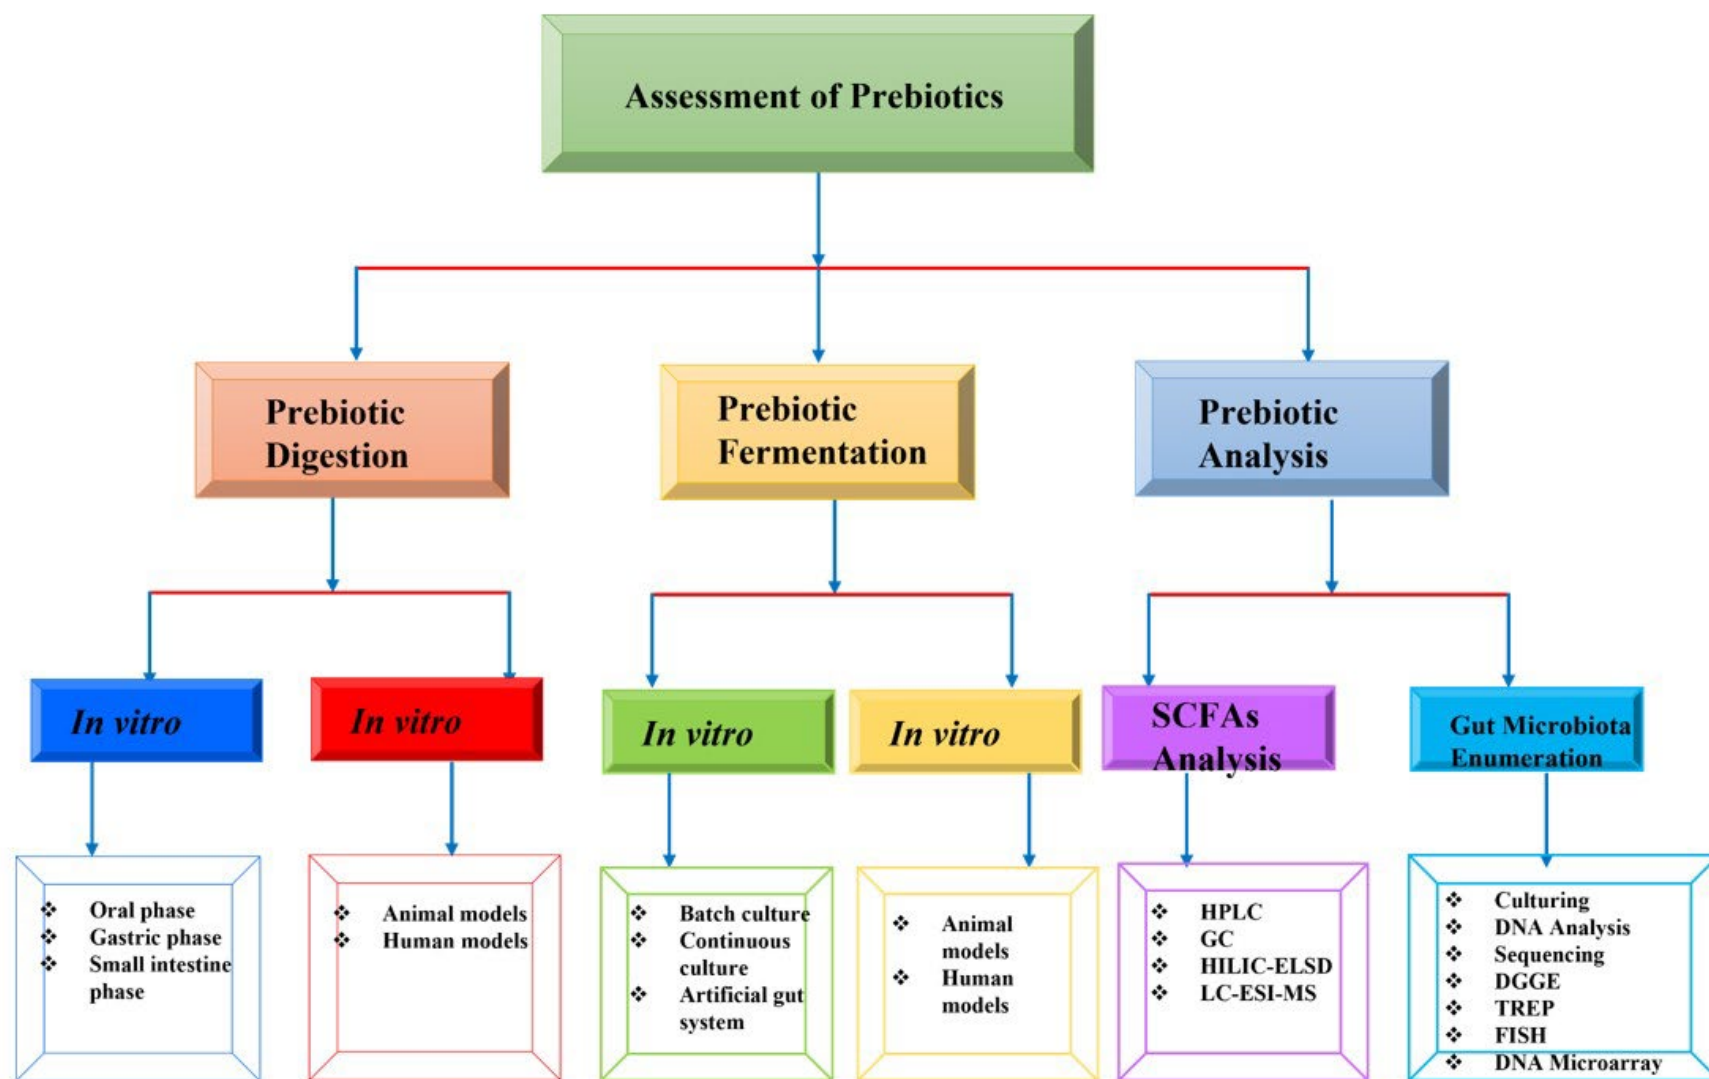 Assessment of Prebiotics
Prebiotic
Digestion
Prebiotic
Fermentation
Prebiotic
Analysis
In vitro
In vitro
In vitro
In vitro
SCFAs
Analysis
Gut Microbiota
Enumeration
❖ Oral phase
❖ Gastric phase
❖ Small intestine
phase
❖ Animal models
❖ Human models
❖ Batch culture
❖ Continuous
culture
❖ Artificial gut
system
❖ Animal
models
❖ Human
models
❖ HPLC
❖ GC
❖ HILIC-ELSD
❖ LC-ESI-MS
❖ Culturing
❖ DNA Analysis
❖ Sequencing
❖ DGGE
❖ TREP
❖ FISH
❖ DNA Microarray